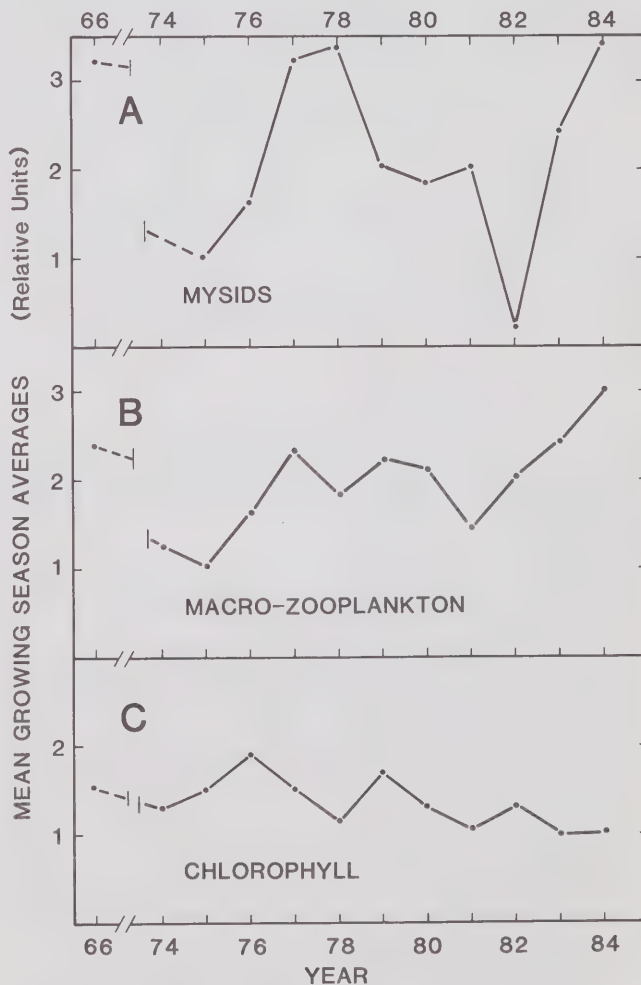 66 74 76 78 80 82 84
MEAN GROWING SEASON AVERAGES (Relative Units)
A
3
2
1
MYSIDS
B
3
2
1
MACRO-ZOOPLANKTON
C
2
1
CHLOROPHYLL
66 74 76 78 80 82 84
YEAR